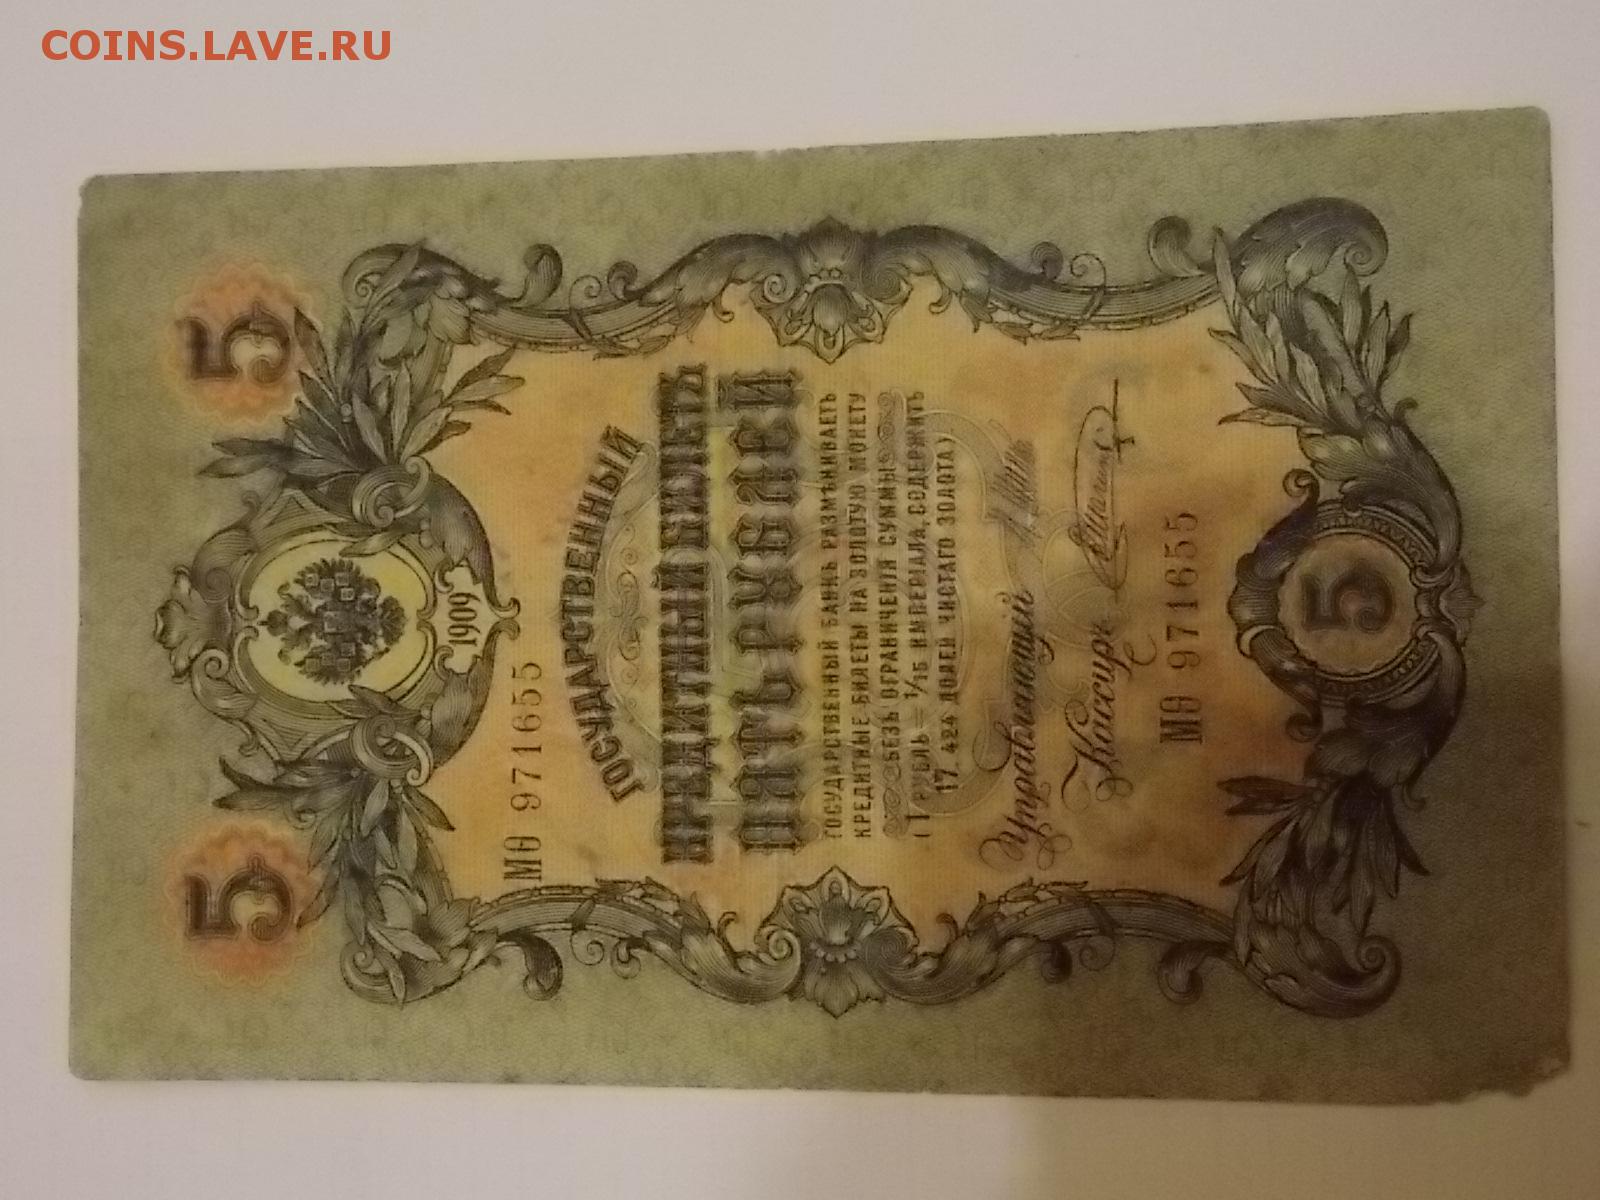 COINS.LAVE.RU
5 5
1909
МѲ 971655
ГОСУДАРСТВЕННЫЙ
КРЕДИТНЫЙ БИЛЕТЪ
ПЯТЬ РУБЛЕЙ
ГОСУДАРСТВЕННЫЙ БАНКЪ РАЗМѢНИВАЕТЪ
КРЕДИТНЫЕ БИЛЕТЫ НА ЗОЛОТУЮ МОНЕТУ
БЕЗЪ ОГРАНИЧЕНІЯ СУММЫ
(1 РУБЛЬ = 1/15 ИМПЕРІАЛА, СОДЕРЖИТЪ
17,424 ДОЛЕЙ ЧИСТАГО ЗОЛОТА)
Управляющій
Кассиръ
МѲ 971655
5